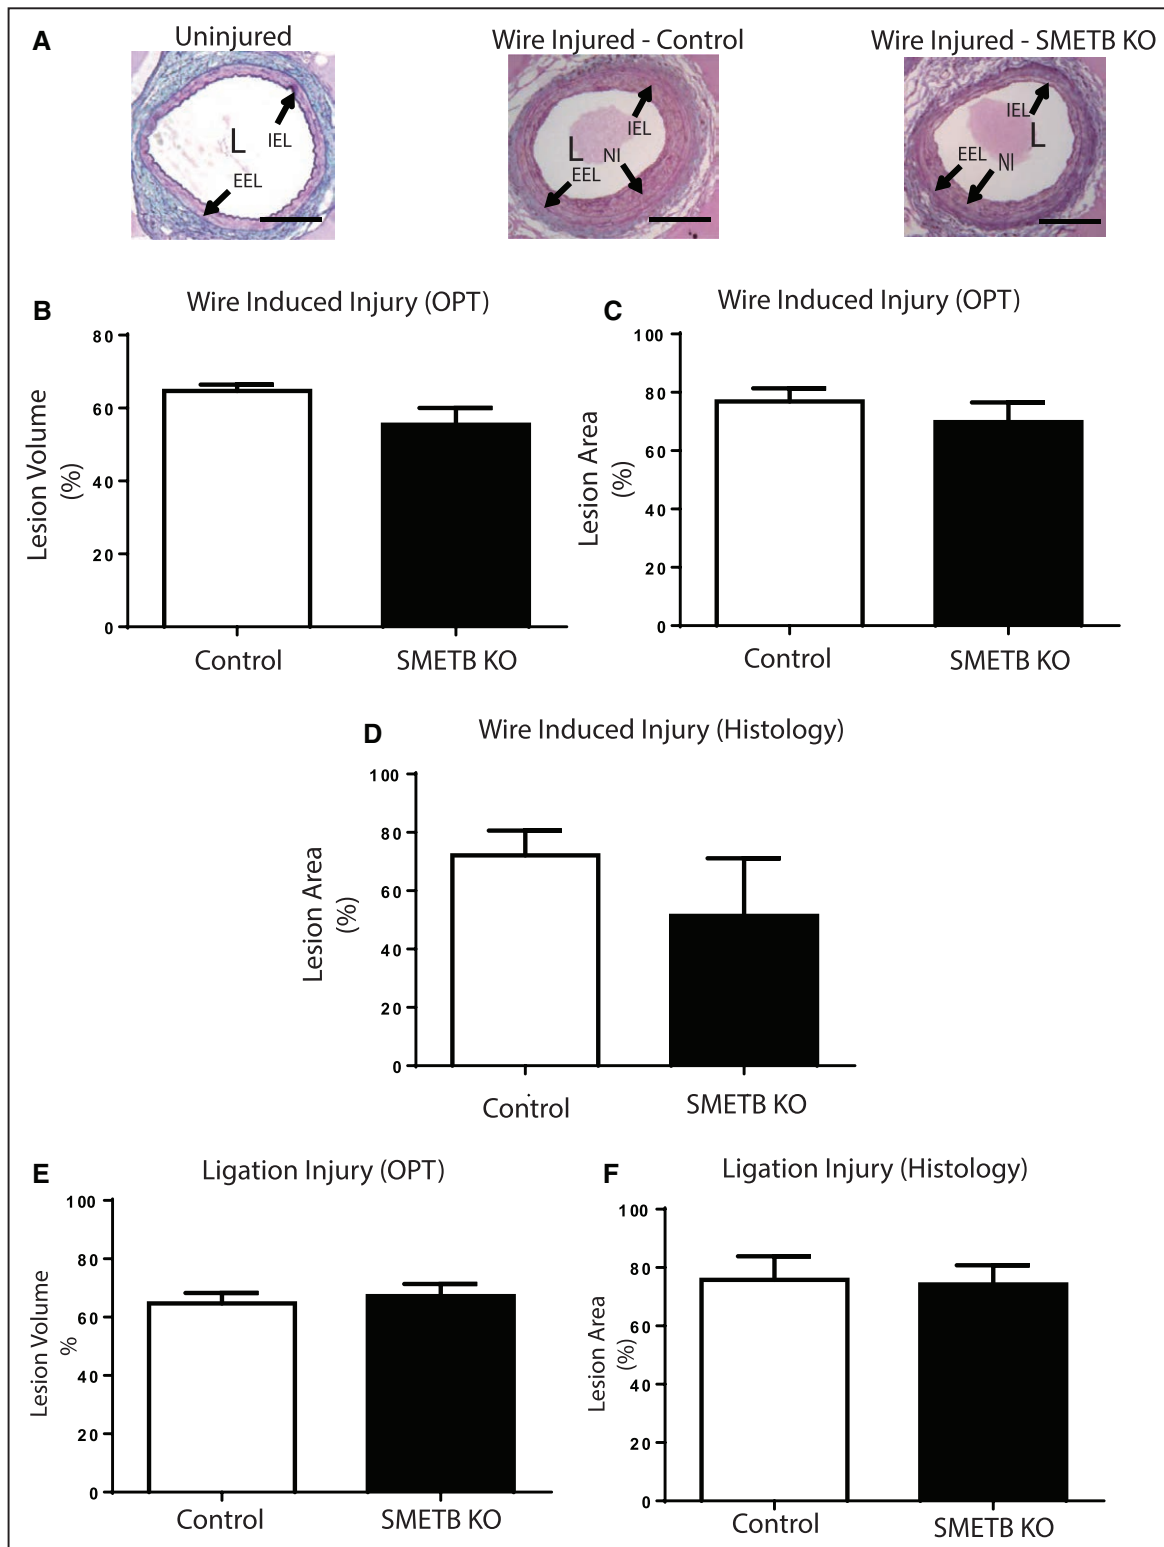 A
Uninjured
Wire Injured - Control
Wire Injured - SMETB KO
L
IEL
EEL
L
IEL
NI
EEL
IEL
L
EEL
NI
B
Wire Induced Injury (OPT)
Lesion Volume
(%)
80
60
40
20
0
Control
SMETB KO
C
Wire Induced Injury (OPT)
Lesion Area
(%)
100
80
60
40
20
0
Control
SMETB KO
D
Wire Induced Injury (Histology)
Lesion Area
(%)
100
80
60
40
20
0
Control
SMETB KO
E
Ligation Injury (OPT)
Lesion Volume
%
100
80
60
40
20
0
Control
SMETB KO
F
Ligation Injury (Histology)
Lesion Area
(%)
100
80
60
40
20
0
Control
SMETB KO